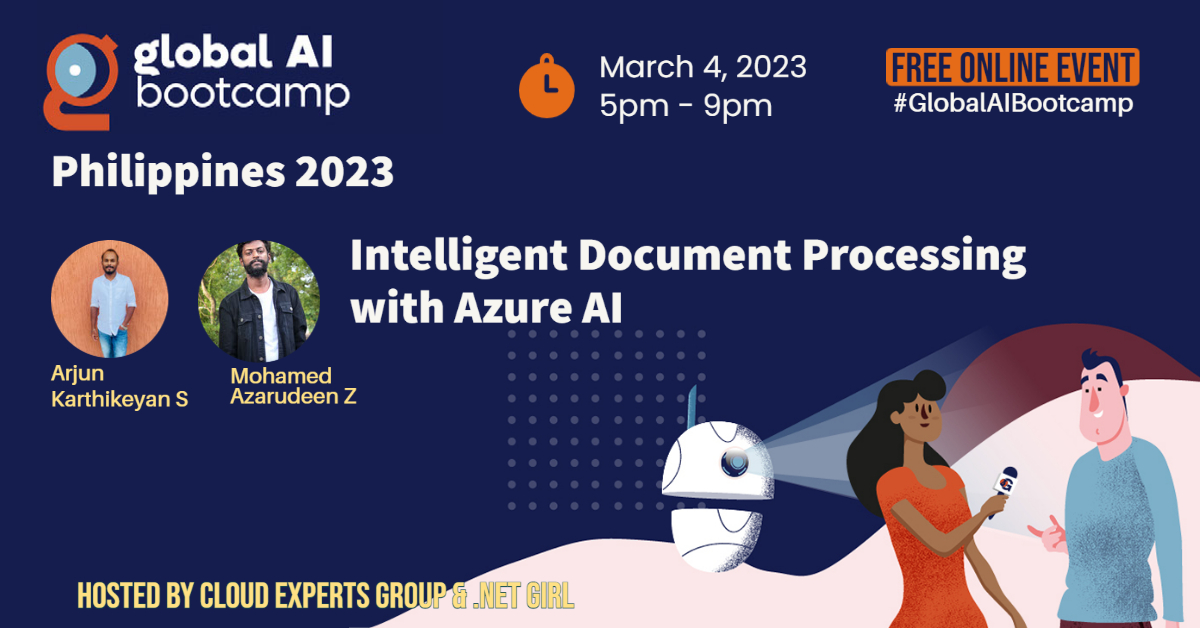 global AI
bootcamp
March 4, 2023
5pm - 9pm
FREE ONLINE EVENT
#GlobalAIBootcamp
Philippines 2023
Intelligent Document Processing
with Azure AI
Arjun
Karthikeyan S
Mohamed
Azarudeen Z
G
HOSTED BY CLOUD EXPERTS GROUP & .NET GIRL